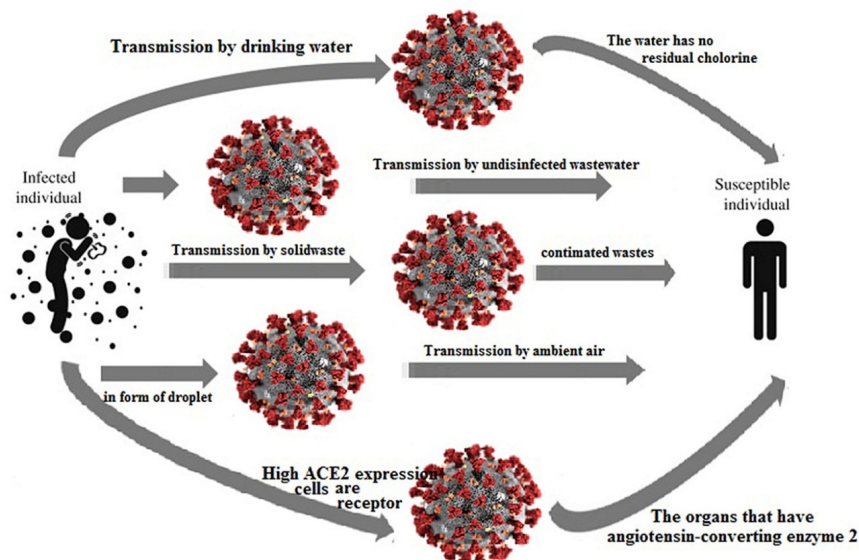 Transmission by drinking water
The water has no
residual cholorine
Infected
individual
Transmission by undisinfected wastewater
Susceptible
individual
Transmission by solidwaste
contimated wastes
Transmission by ambient air
in form of droplet
High ACE2 expression
cells are
receptor
The organs that have
angiotensin-converting enzyme 2